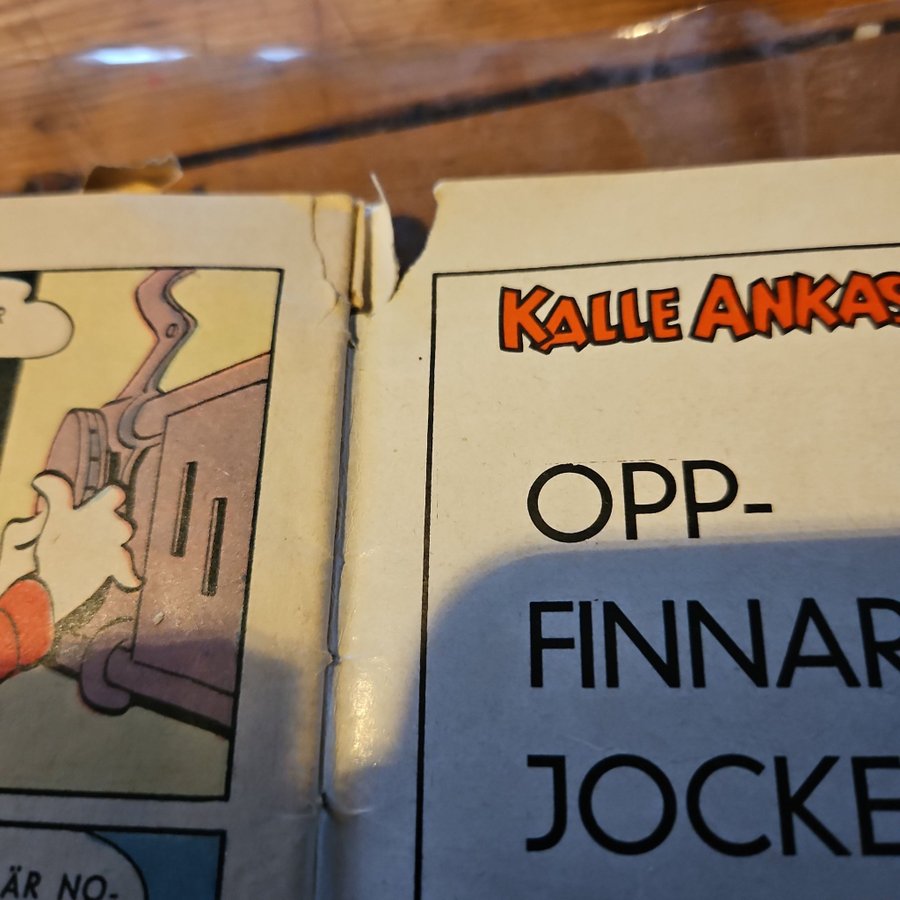 ÄR NO-
KALLE ANKAS
OPP-
FINNAR
JOCKE